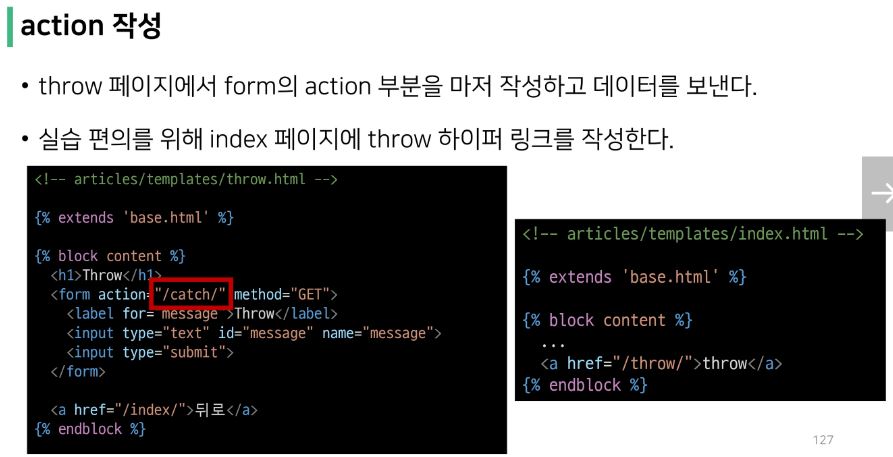 action 작성
• throw 페이지에서 form의 action 부분을 마저 작성하고 데이터를 보낸다.
• 실습 편의를 위해 index 페이지에 throw 하이퍼 링크를 작성한다.
<!-- articles/templates/throw.html -->
{% extends 'base.html' %}
{% block content %}
<h1>Throw</h1>
<form action="/catch/" method="GET">
<label for="message">Throw</label>
<input type="text" id="message" name="message">
<input type="submit">
</form>
<a href="/index/">뒤로</a>
{% endblock %}
<!-- articles/templates/index.html -->
{% extends 'base.html' %}
{% block content %}
...
<a href="/throw/">throw</a>
{% endblock %}
127